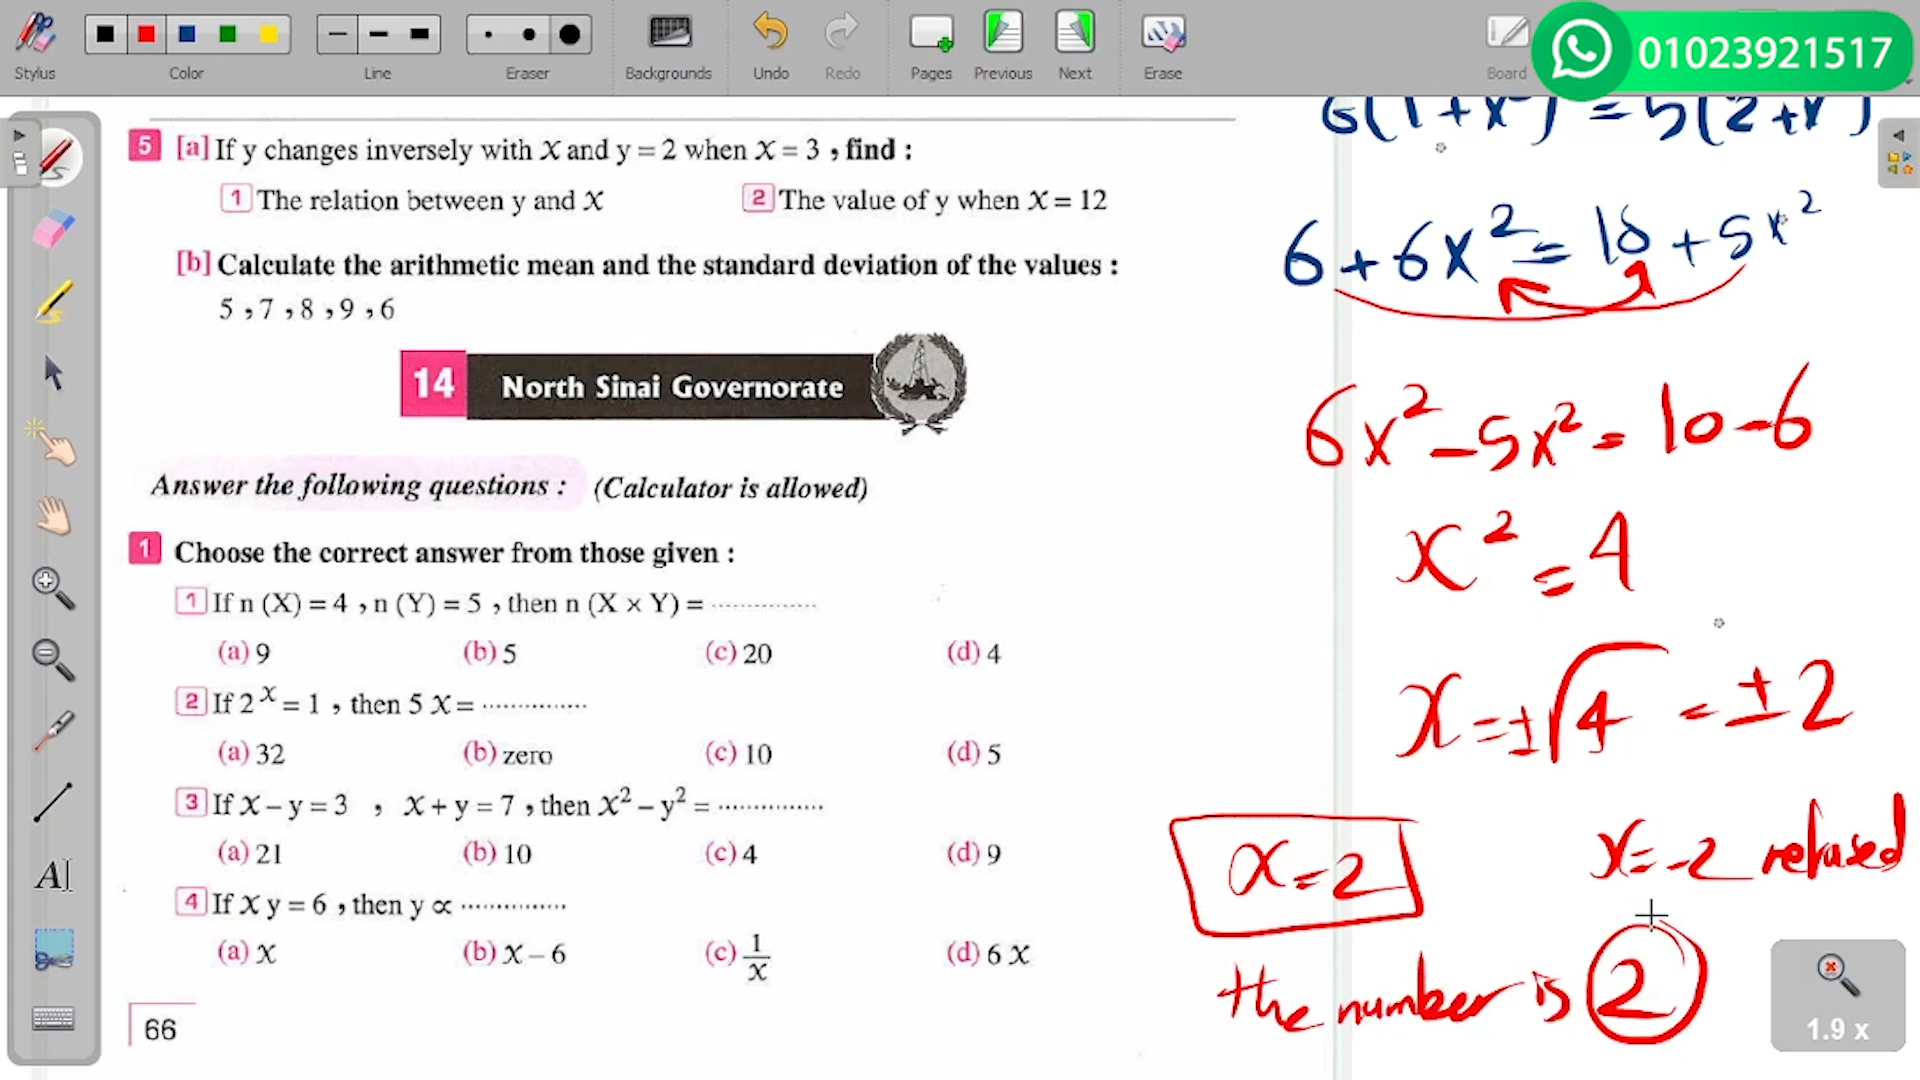 Stylus
Color
Line
Eraser
Backgrounds
Undo
Redo
Pages
Previous
Next
Erase
Board
01023921517
5 [a] If y changes inversely with x and y = 2 when x = 3 , find :
1 The relation between y and x
2 The value of y when x = 12
[b] Calculate the arithmetic mean and the standard deviation of the values :
5 , 7 , 8 , 9 , 6
14 North Sinai Governorate
Answer the following questions : (Calculator is allowed)
1 Choose the correct answer from those given :
1 If n (X) = 4 , n (Y) = 5 , then n (X × Y) = ..............
(a) 9 (b) 5 (c) 20 (d) 4
2 If 2^x = 1 , then 5 x = ..............
(a) 32 (b) zero (c) 10 (d) 5
3 If x – y = 3 , x + y = 7 , then x² – y² = ..............
(a) 21 (b) 10 (c) 4 (d) 9
4 If x y = 6 , then y ∝ ..............
(a) x (b) x – 6 (c) 1/x (d) 6 x
66
6 + 6x² = 10 + 5x²
6x² – 5x² = 10 – 6
x² = 4
x = ±√4 = ±2
x = 2
x = -2 refused
the number is 2
1.9 x